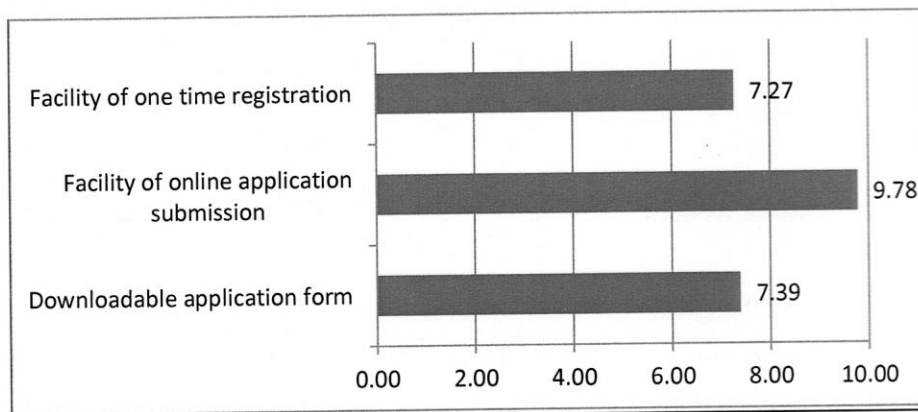 Facility of one time registration
7.27
Facility of online application
submission
9.78
Downloadable application form
7.39
0.00 2.00 4.00 6.00 8.00 10.00